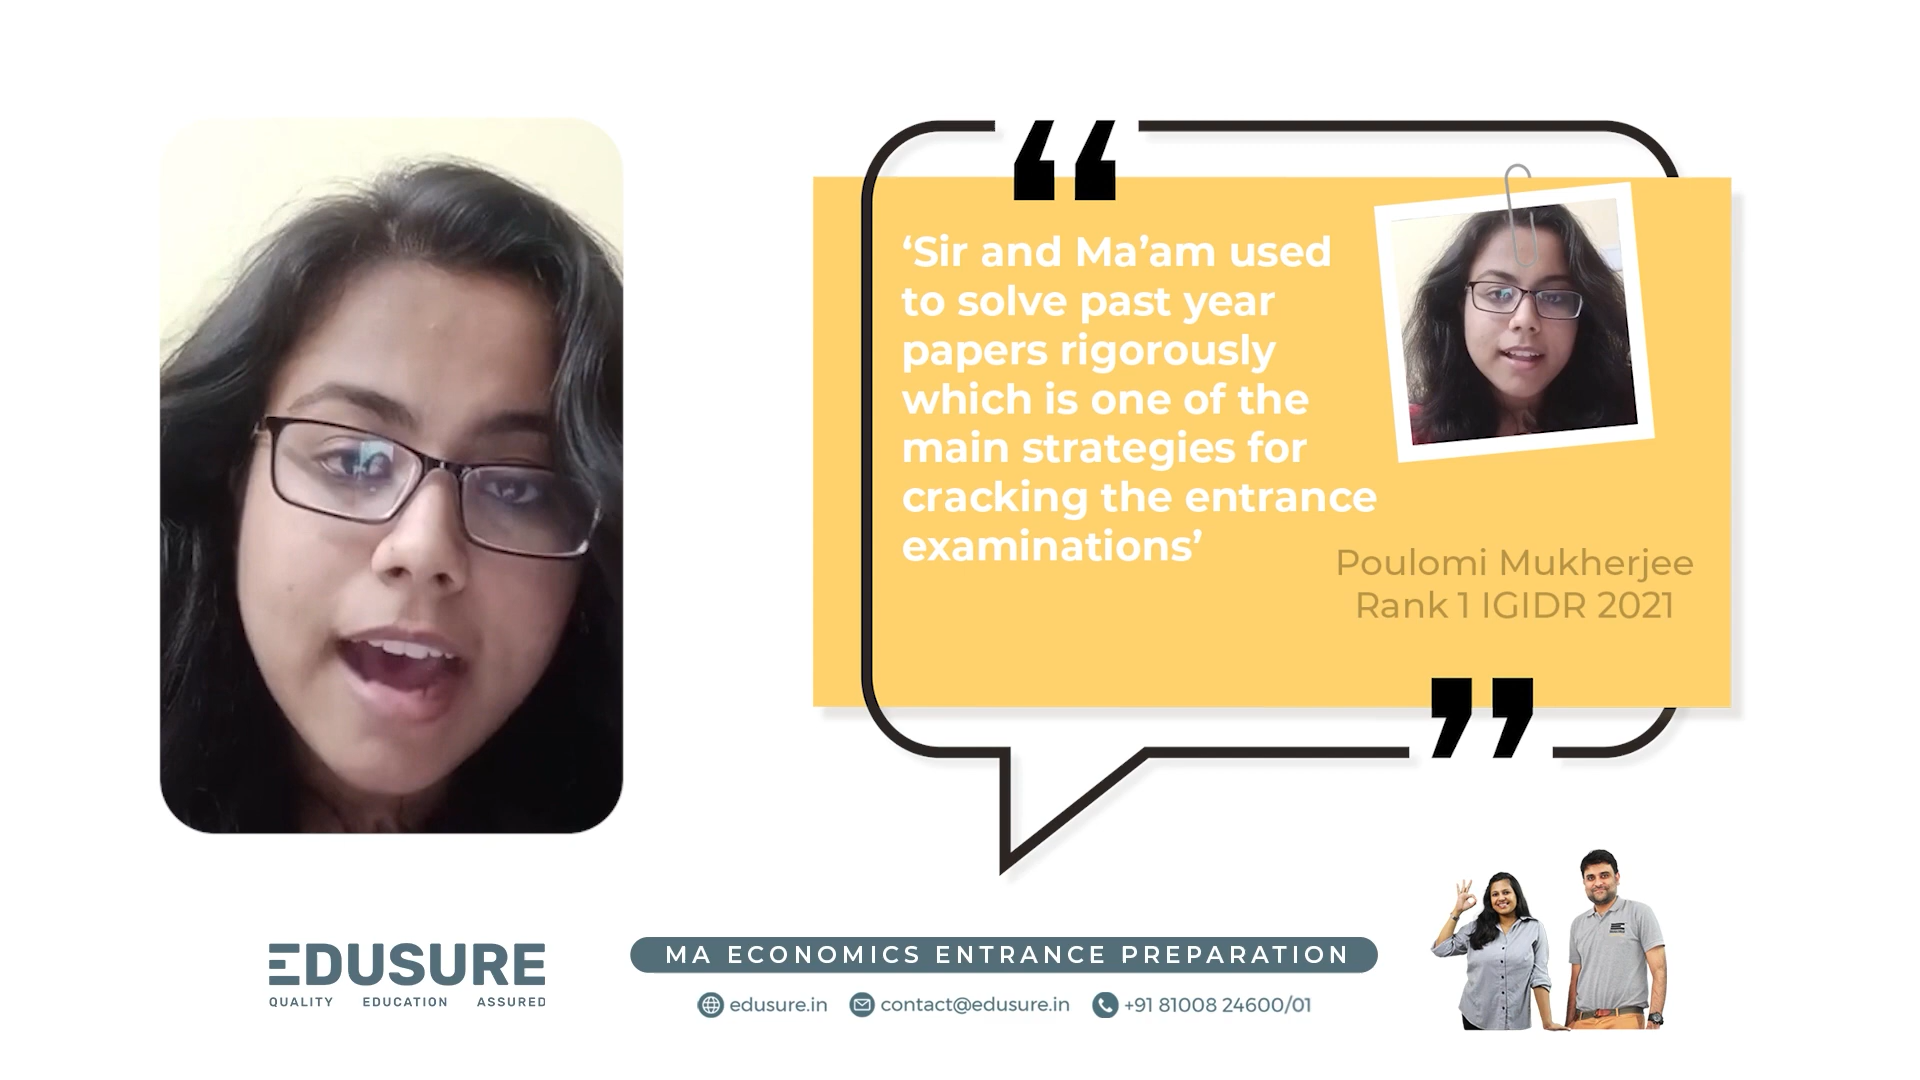 ‘Sir and Ma’am used
to solve past year
papers rigorously
which is one of the
main strategies for
cracking the entrance
examinations’
Poulomi Mukherjee
Rank 1 IGIDR 2021
EDUSURE
QUALITY EDUCATION ASSURED
MA ECONOMICS ENTRANCE PREPARATION
edusure.in contact@edusure.in +91 81008 24600/01